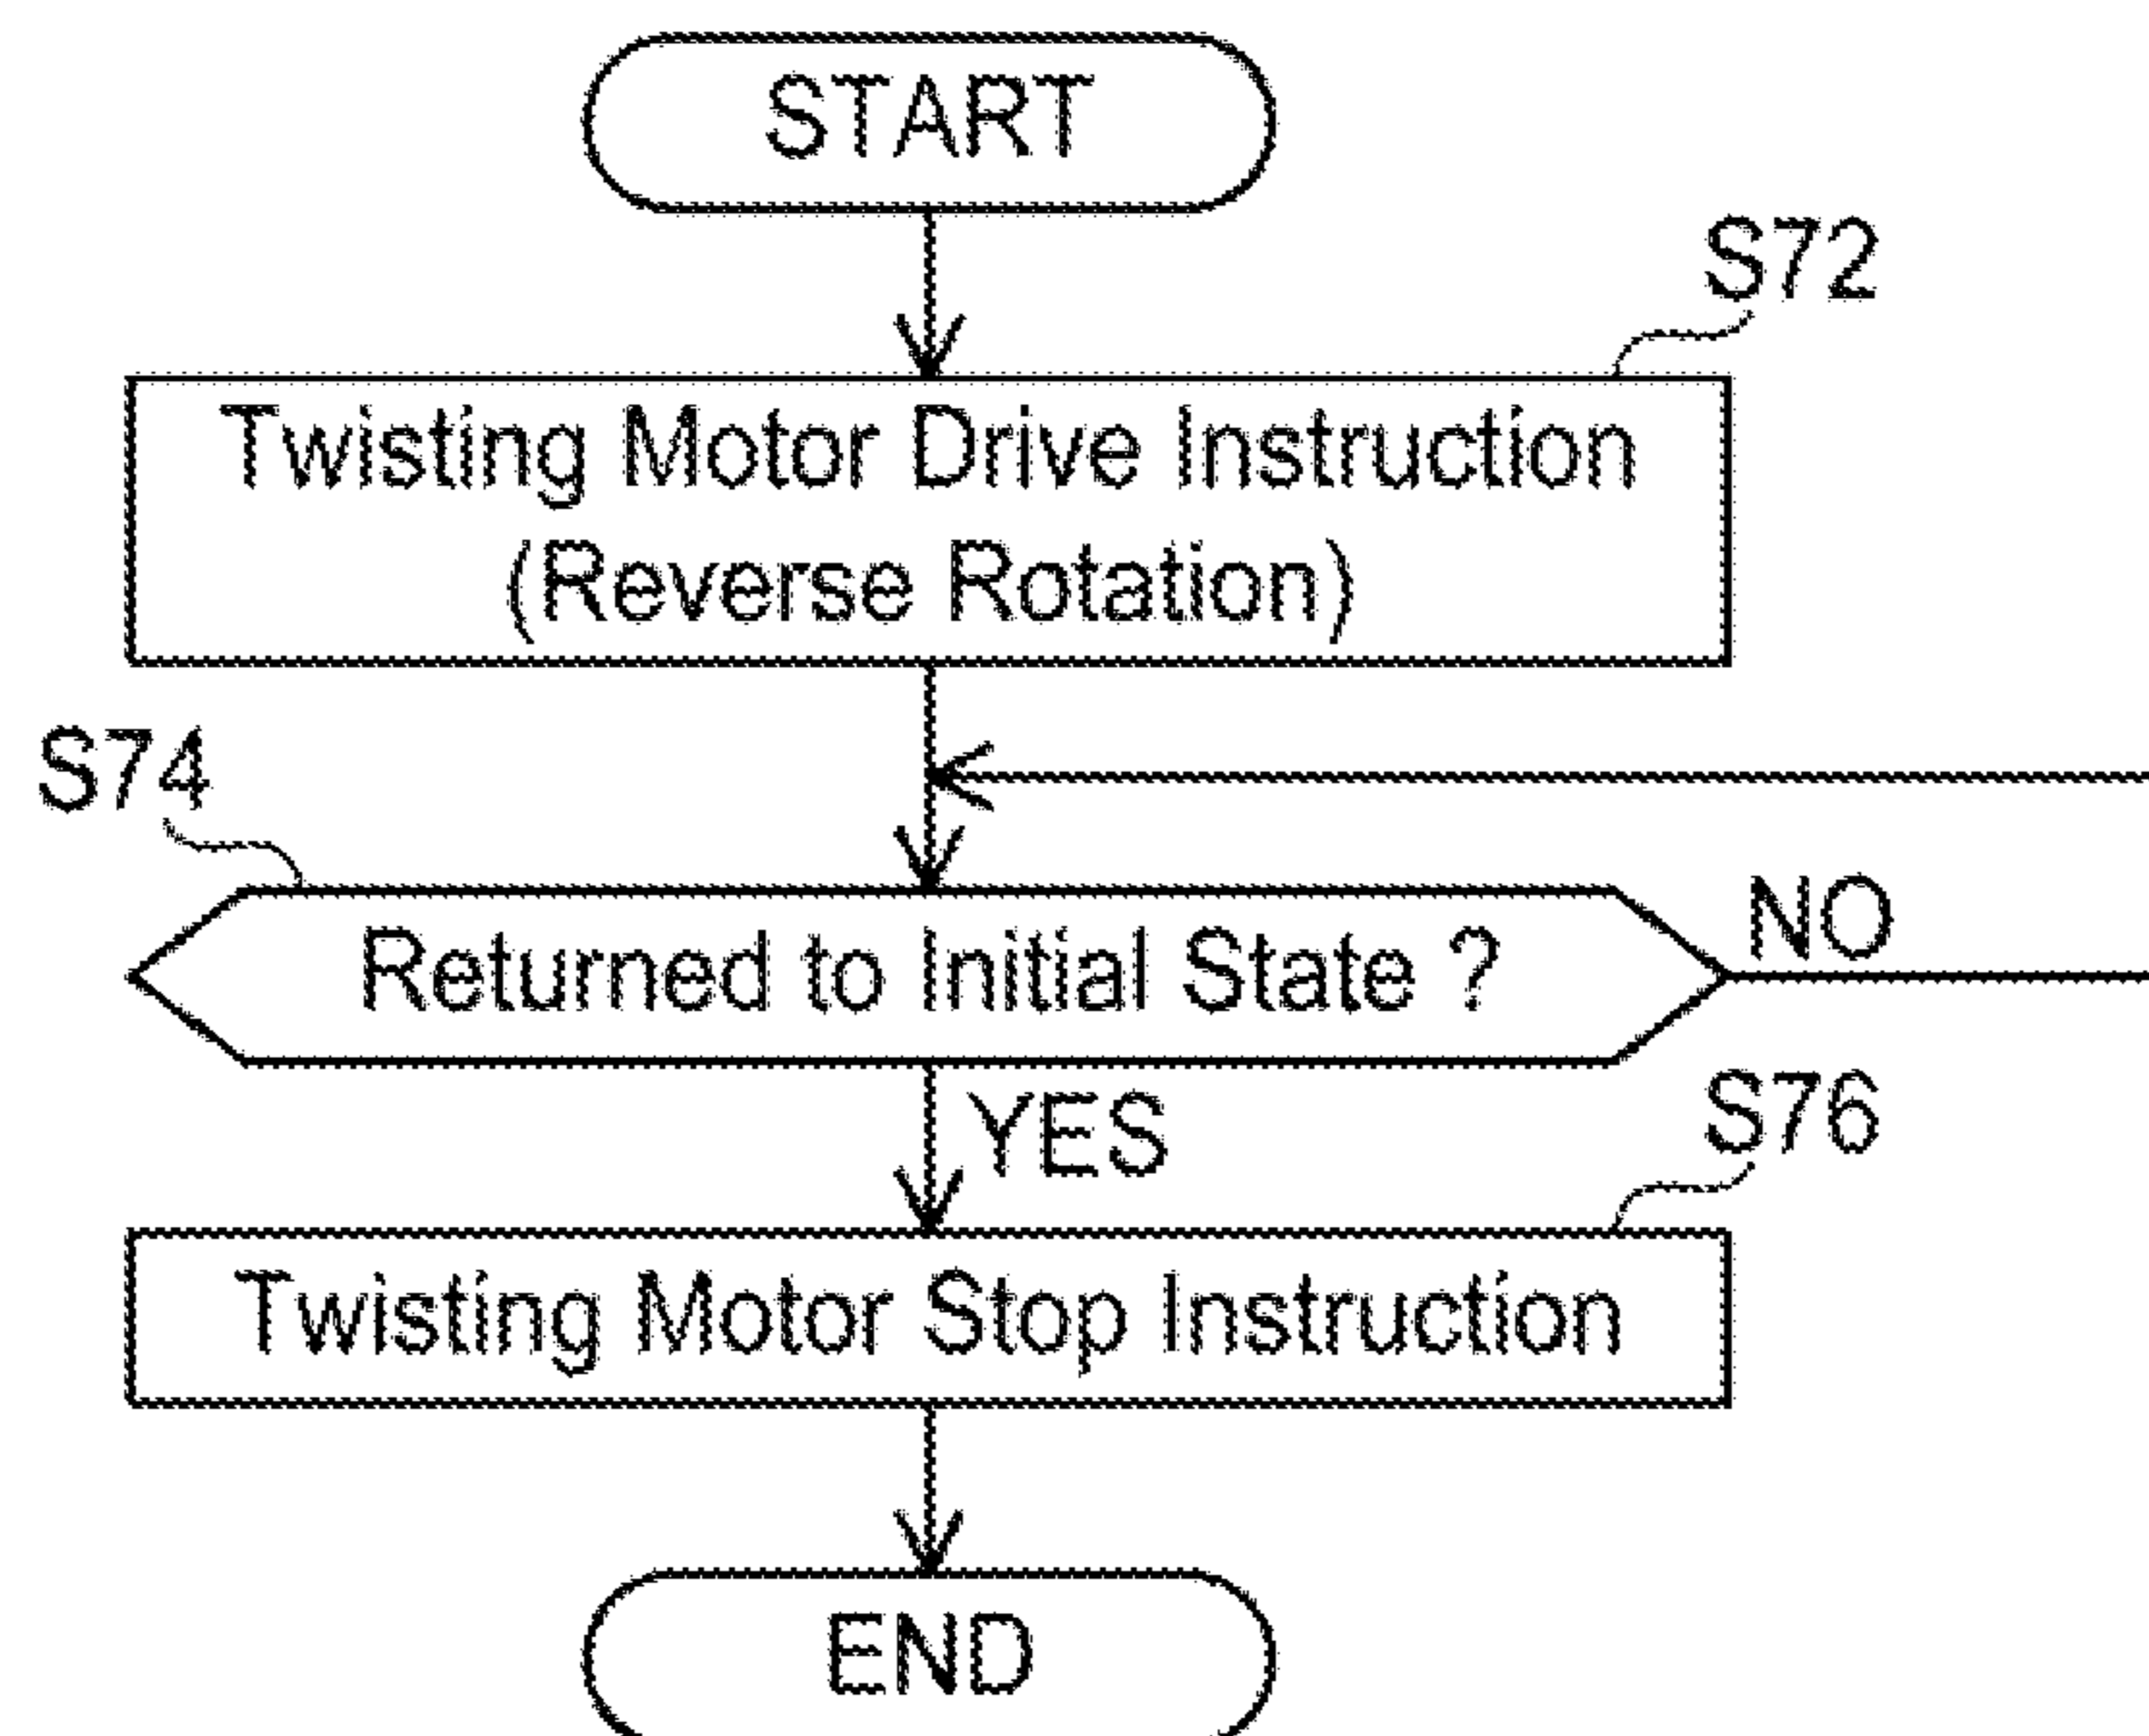 START
S72
Twisting Motor Drive Instruction
(Reverse Rotation)
S74
Returned to Initial State ?
NO
YES
S76
Twisting Motor Stop Instruction
END